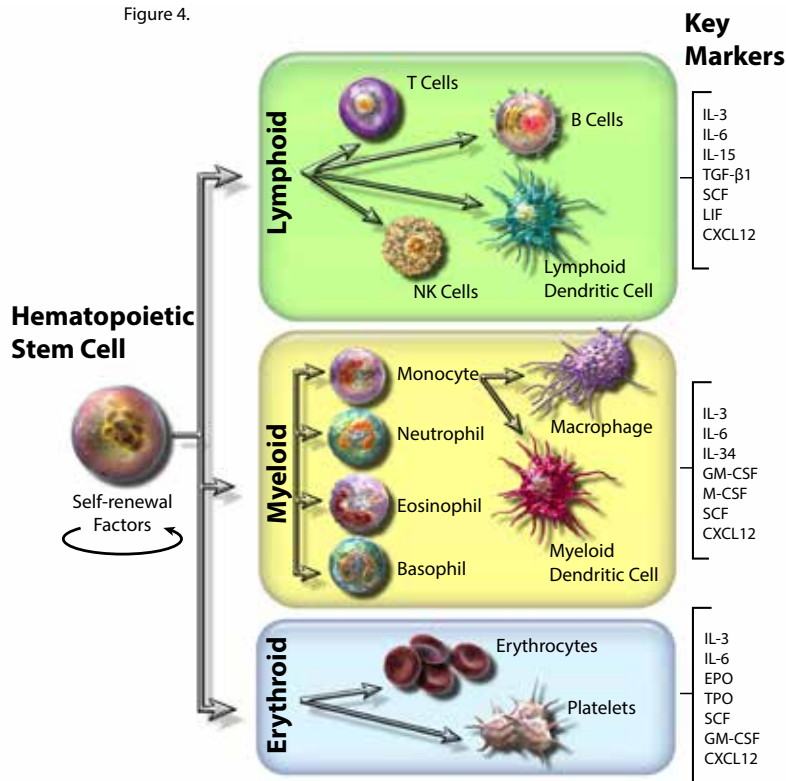 Figure 4.
Key
Markers
Lymphoid
T Cells
B Cells
NK Cells
Lymphoid
Dendritic Cell
IL-3
IL-6
IL-15
TGF-β1
SCF
LIF
CXCL12
Hematopoietic
Stem Cell
Self-renewal
Factors
Myeloid
Monocyte
Neutrophil
Eosinophil
Basophil
Macrophage
Myeloid
Dendritic Cell
IL-3
IL-6
IL-34
GM-CSF
M-CSF
SCF
CXCL12
Erythroid
Erythrocytes
Platelets
IL-3
IL-6
EPO
TPO
SCF
GM-CSF
CXCL12